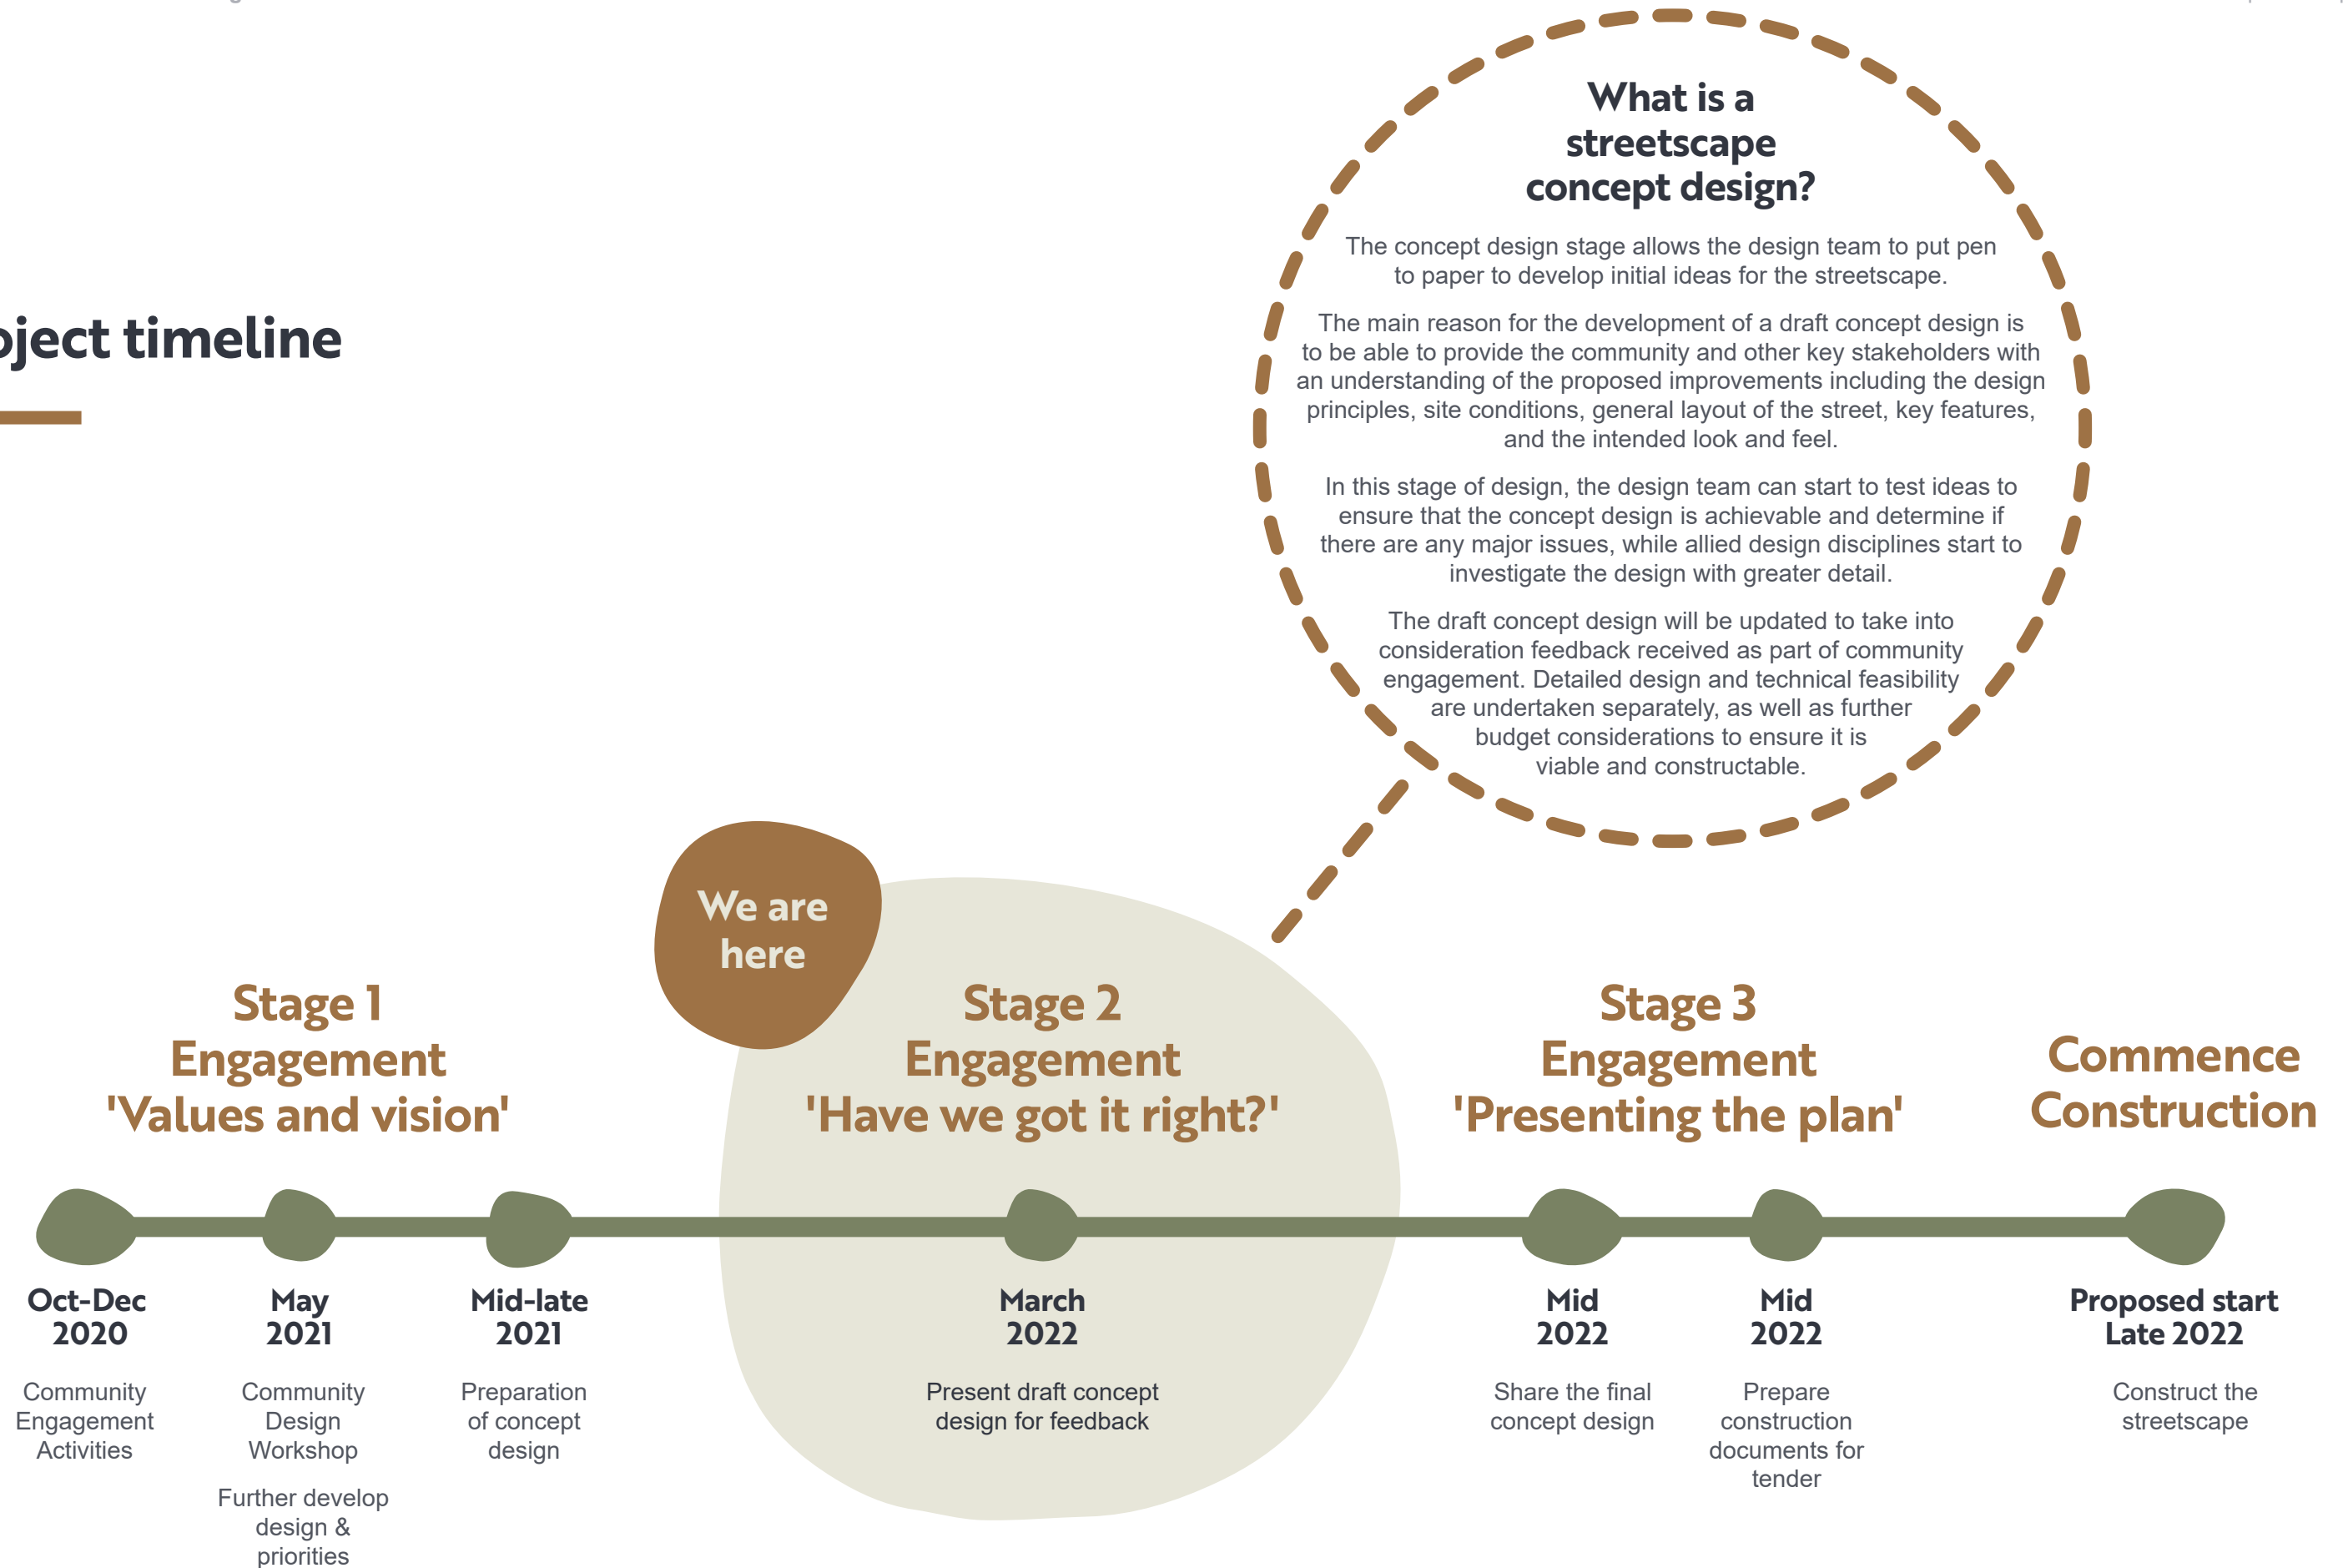 What is a
streetscape
concept design?
The concept design stage allows the design team to put pen
to paper to develop initial ideas for the streetscape.
The main reason for the development of a draft concept design is
to be able to provide the community and other key stakeholders with
an understanding of the proposed improvements including the design
principles, site conditions, general layout of the street, key features,
and the intended look and feel.
In this stage of design, the design team can start to test ideas to
ensure that the concept design is achievable and determine if
there are any major issues, while allied design disciplines start to
investigate the design with greater detail.
The draft concept design will be updated to take into
consideration feedback received as part of community
engagement. Detailed design and technical feasibility
are undertaken separately, as well as further
budget considerations to ensure it is
viable and constructable.
oject timeline
We are
here
Stage 1
Engagement
'Values and vision'
Stage 2
Engagement
'Have we got it right?'
Stage 3
Engagement
'Presenting the plan'
Commence
Construction
Oct-Dec
2020
Community
Engagement
Activities
May
2021
Community
Design
Workshop
Further develop
design &
priorities
Mid-late
2021
Preparation
of concept
design
March
2022
Present draft concept
design for feedback
Mid
2022
Share the final
concept design
Mid
2022
Prepare
construction
documents for
tender
Proposed start
Late 2022
Construct the
streetscape